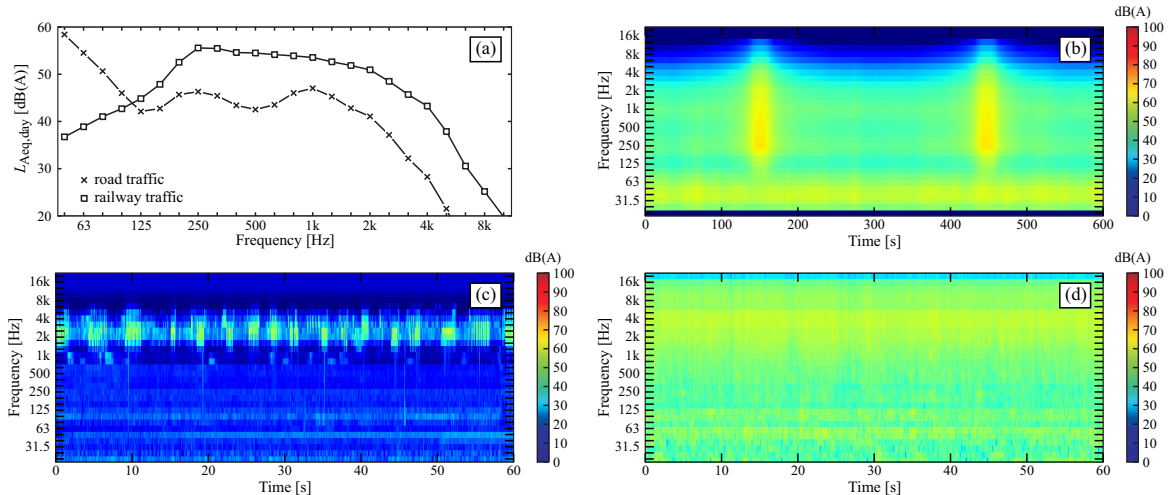 60
50
40
30
20
L_Aeq,day [dB(A)]
(a)
× road traffic
railway traffic
63 125 250 500 1k 2k 4k 8k
Frequency [Hz]
dB(A)
(b)
16k
8k
4k
2k
1k
500
250
125
63
31.5
Frequency [Hz]
0 100 200 300 400 500 600
Time [s]
100
90
80
70
60
50
40
30
20
10
0
dB(A)
(c)
16k
8k
4k
2k
1k
500
250
125
63
31.5
Frequency [Hz]
0 10 20 30 40 50 60
Time [s]
100
90
80
70
60
50
40
30
20
10
0
dB(A)
(d)
16k
8k
4k
2k
1k
500
250
125
63
31.5
Frequency [Hz]
0 10 20 30 40 50 60
Time [s]
100
90
80
70
60
50
40
30
20
10
0